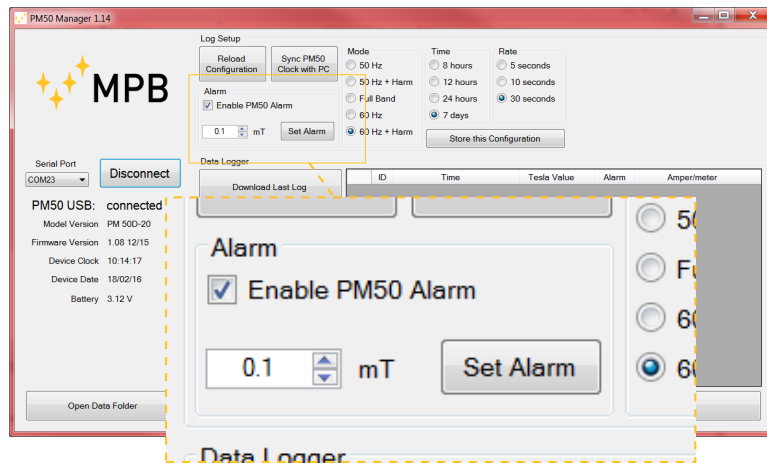 PM50 Manager 1.14
MPB
Log Setup
Reload
Configuration
Sync PM50
Clock with PC
Alarm
Enable PM50 Alarm
0.1 mT Set Alarm
Mode
50 Hz
50 Hz + Harm
Full Band
60 Hz
60 Hz + Harm
Time
8 hours
12 hours
24 hours
7 days
Rate
5 seconds
10 seconds
30 seconds
Store this Configuration
Serial Port
COM23
Disconnect
PM50 USB: connected
Model Version PM 50D-20
Firmware Version 1.08 12/15
Device Clock 10:14:17
Device Date 18/02/16
Battery 3.12 V
Open Data Folder
Data Logger
Download Last Log
ID Time Tesla Value Alarm Amper/meter
Alarm
Enable PM50 Alarm
0.1 mT Set Alarm
Data Logger